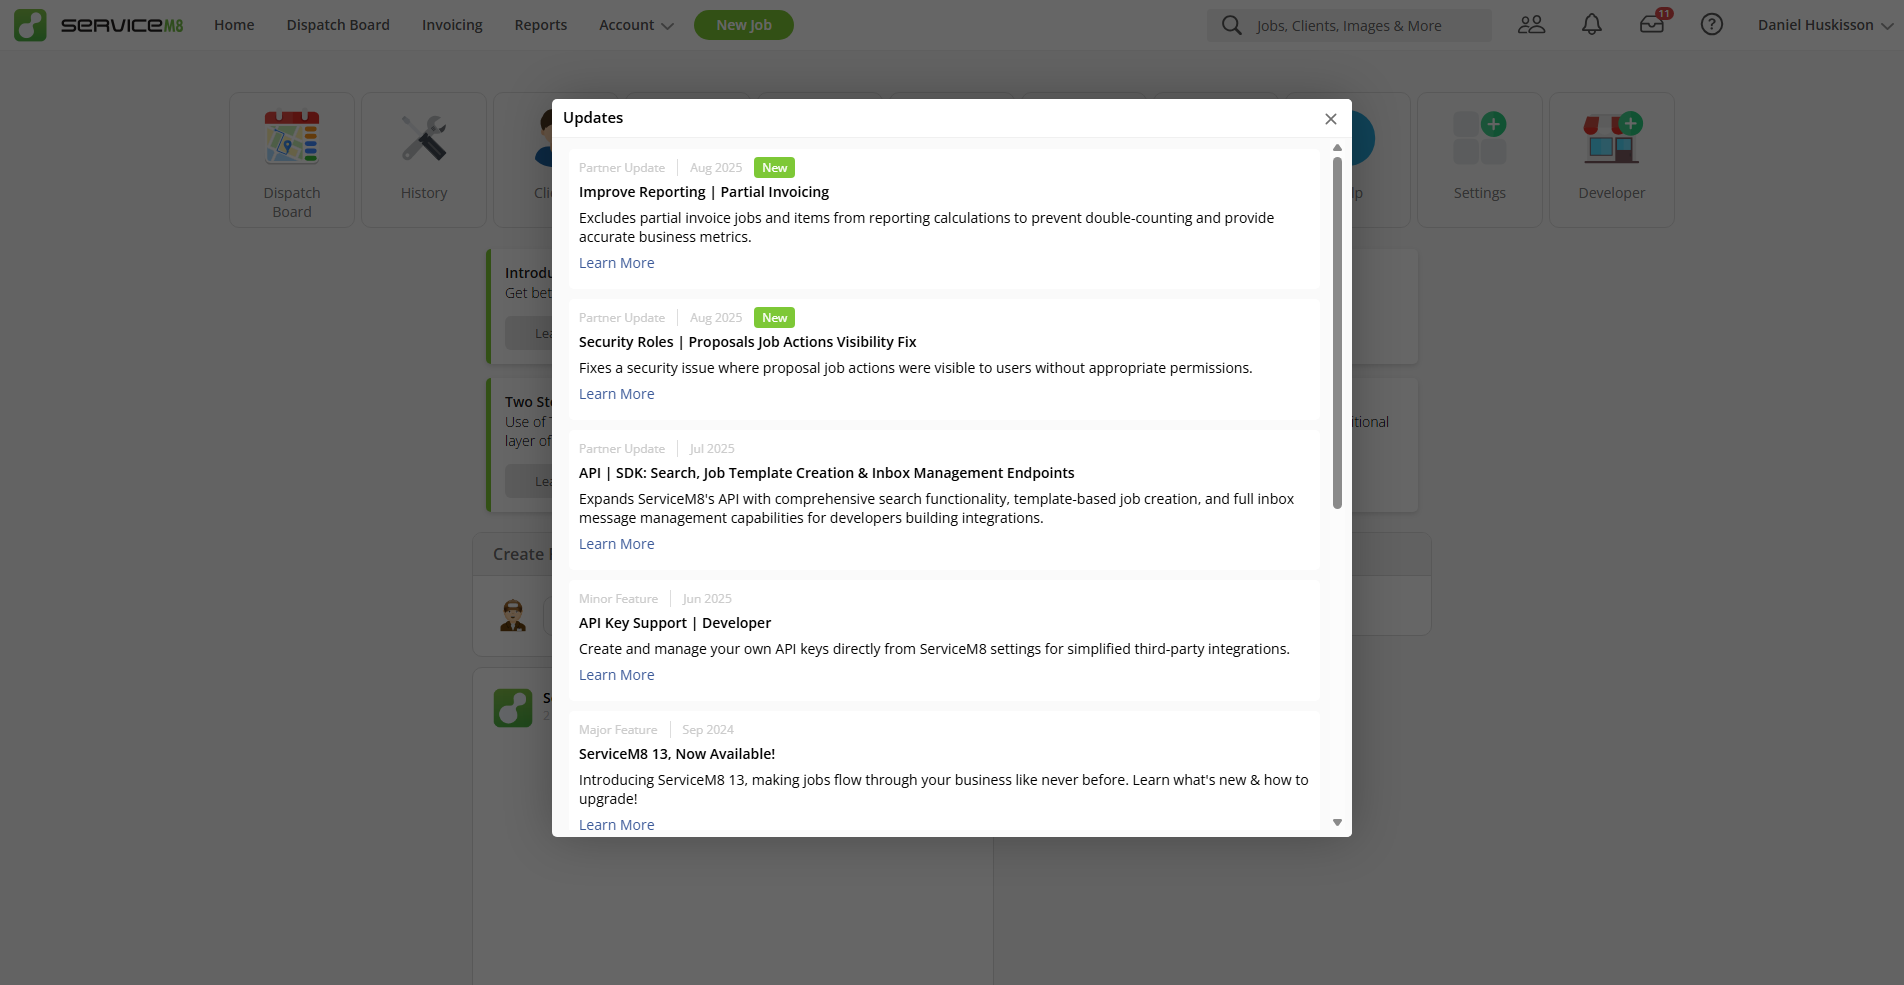 SERVICEM8
Home
Dispatch Board
Invoicing
Reports
Account
New Job
Jobs, Clients, Images & More
11
Daniel Huskisson
Dispatch
Board
History
Settings
Developer
Get
Use of
layer of
Create
Updates
Partner Update
Aug 2025
New
Improve Reporting | Partial Invoicing
Excludes partial invoice jobs and items from reporting calculations to prevent double-counting and provide
accurate business metrics.
Learn More
Partner Update
Aug 2025
New
Security Roles | Proposals Job Actions Visibility Fix
Fixes a security issue where proposal job actions were visible to users without appropriate permissions.
Learn More
Partner Update
Jul 2025
API | SDK: Search, Job Template Creation & Inbox Management Endpoints
Expands ServiceM8's API with comprehensive search functionality, template-based job creation, and full inbox
message management capabilities for developers building integrations.
Learn More
Minor Feature
Jun 2025
API Key Support | Developer
Create and manage your own API keys directly from ServiceM8 settings for simplified third-party integrations.
Learn More
Major Feature
Sep 2024
ServiceM8 13, Now Available!
Introducing ServiceM8 13, making jobs flow through your business like never before. Learn what's new & how to
upgrade!
Learn More